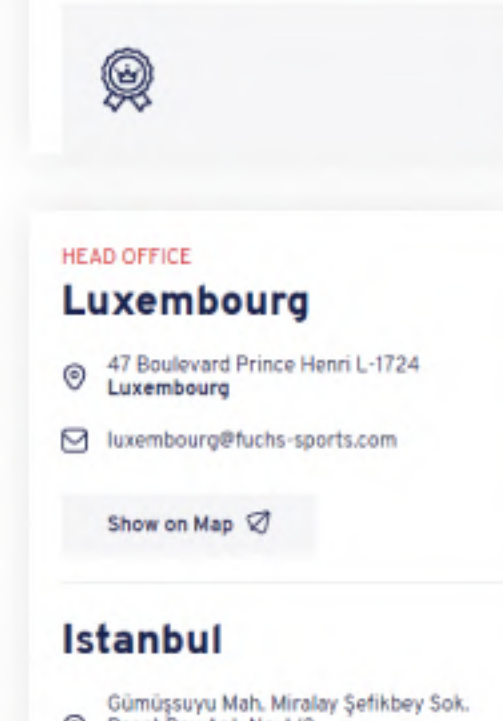 HEAD OFFICE
Luxembourg
47 Boulevard Prince Henri L-1724
Luxembourg
luxembourg@fuchs-sports.com
Show on Map
Istanbul
Gümüşsuyu Mah. Miralay Şefikbey Sok.